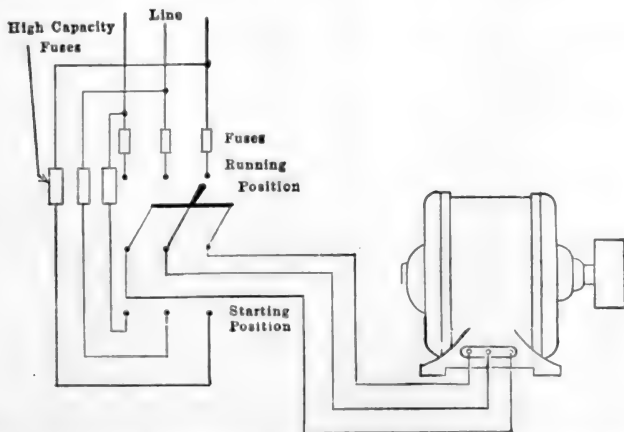 Line
High Capacity
Fuses
Fuses
Running
Position
Starting
Position